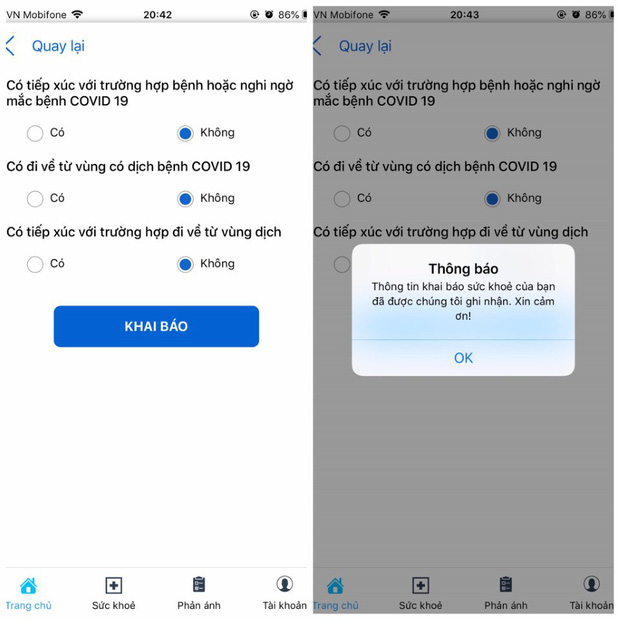 VN Mobifone 20:42 86%
Quay lại
Có tiếp xúc với trường hợp bệnh hoặc nghi ngờ
mắc bệnh COVID 19
Có Không
Có đi về từ vùng có dịch bệnh COVID 19
Có Không
Có tiếp xúc với trường hợp đi về từ vùng dịch
Có Không
KHAI BÁO
Trang chủ Sức khoẻ Phản ánh Tài khoản
VN Mobifone 20:43 86%
Quay lại
Có tiếp xúc với trường hợp bệnh hoặc nghi ngờ
mắc bệnh COVID 19
Có Không
Có đi về từ vùng có dịch bệnh COVID 19
Có Không
Có tiếp xúc với trường hợp đi về từ vùng dịch
Thông báo
Thông tin khai báo sức khoẻ của bạn
đã được chúng tôi ghi nhận. Xin cảm
ơn!
OK
Trang chủ Sức khoẻ Phản ánh Tài khoản